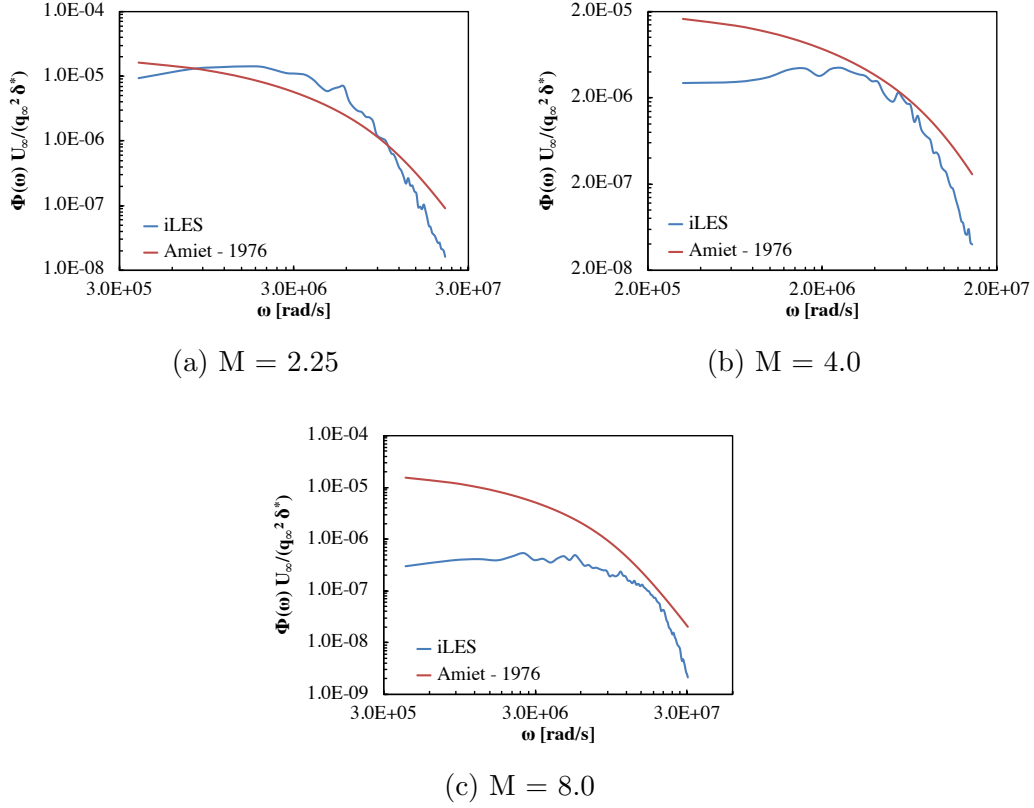 1.0E-04
1.0E-05
1.0E-06
1.0E-07
1.0E-08
Φ(ω) U∞/(q∞² δ*)
iLES
Amiet - 1976
3.0E+05 3.0E+06 3.0E+07
ω [rad/s]
(a) M = 2.25
2.0E-05
2.0E-06
2.0E-07
2.0E-08
Φ(ω) U∞/(q∞² δ*)
iLES
Amiet - 1976
2.0E+05 2.0E+06 2.0E+07
ω [rad/s]
(b) M = 4.0
1.0E-04
1.0E-05
1.0E-06
1.0E-07
1.0E-08
1.0E-09
Φ(ω) U∞/(q∞² δ*)
iLES
Amiet - 1976
3.0E+05 3.0E+06 3.0E+07
ω [rad/s]
(c) M = 8.0